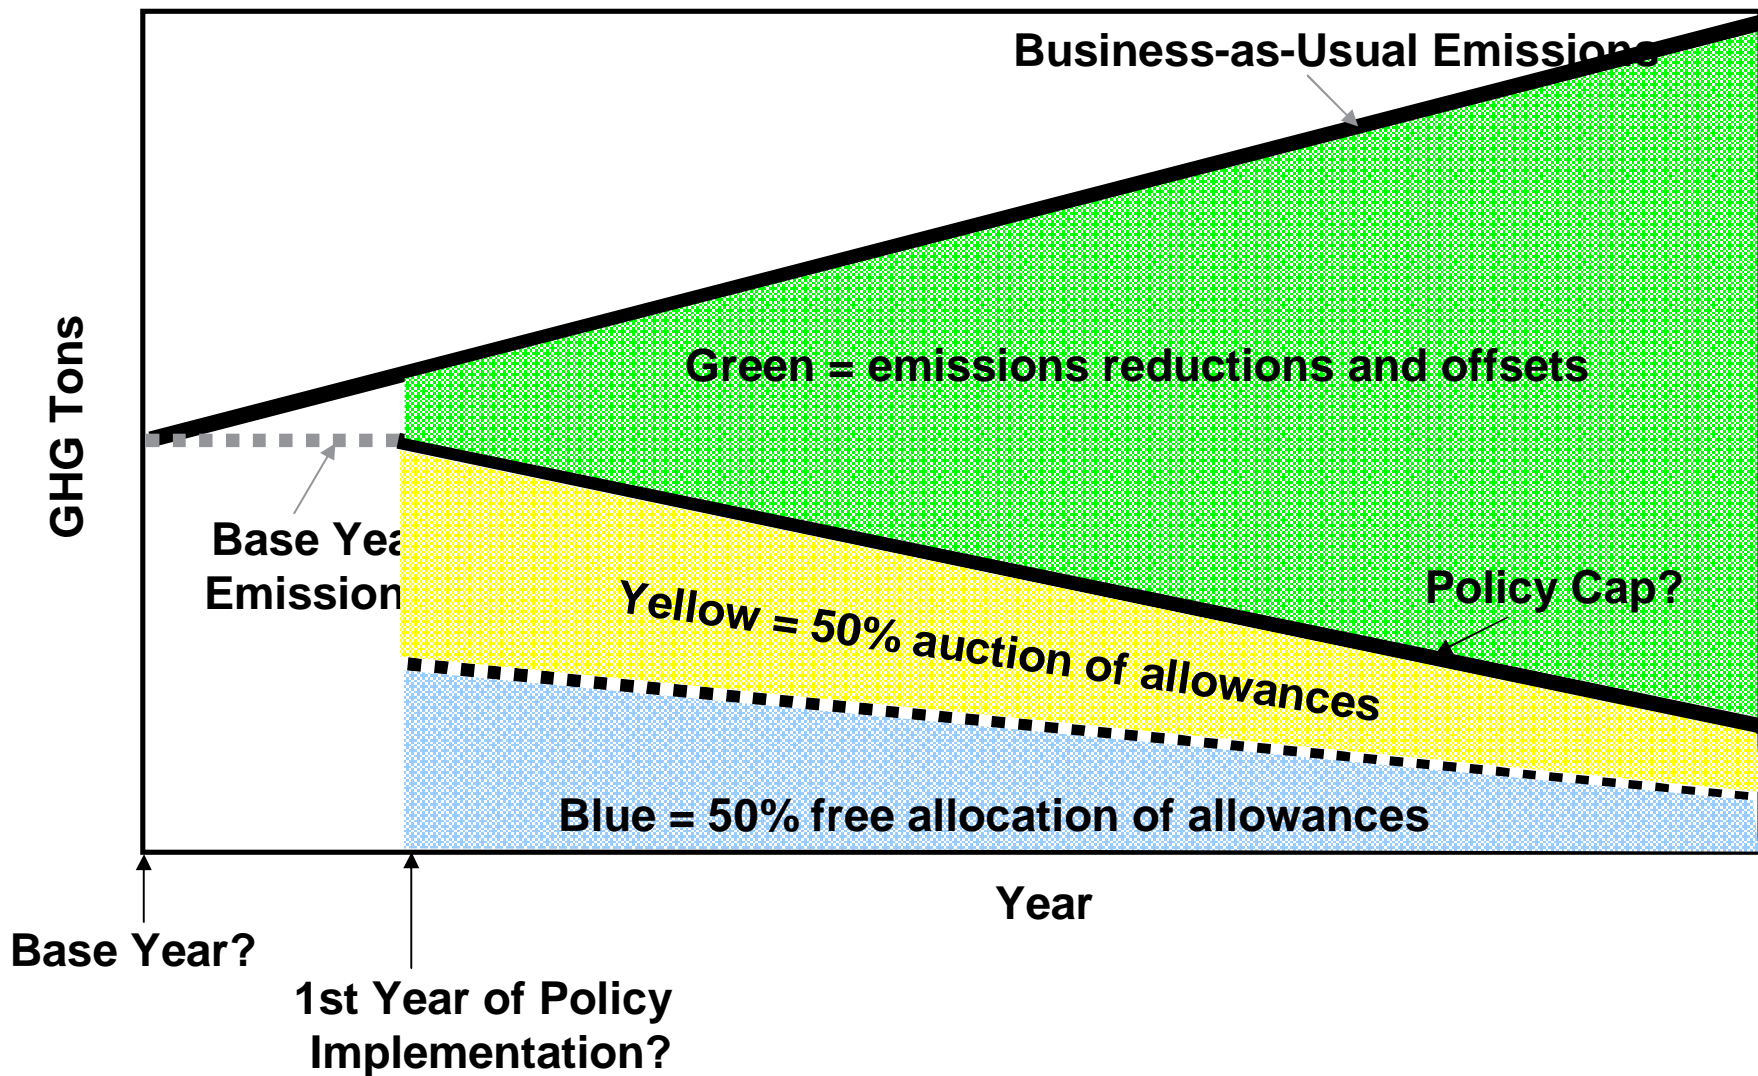 Business-as-Usual Emissions
GHG Tons
Green = emissions reductions and offsets
Base Yea
Emission
Policy Cap?
Yellow = 50% auction of allowances
Blue = 50% free allocation of allowances
Year
Base Year?
1st Year of Policy
Implementation?